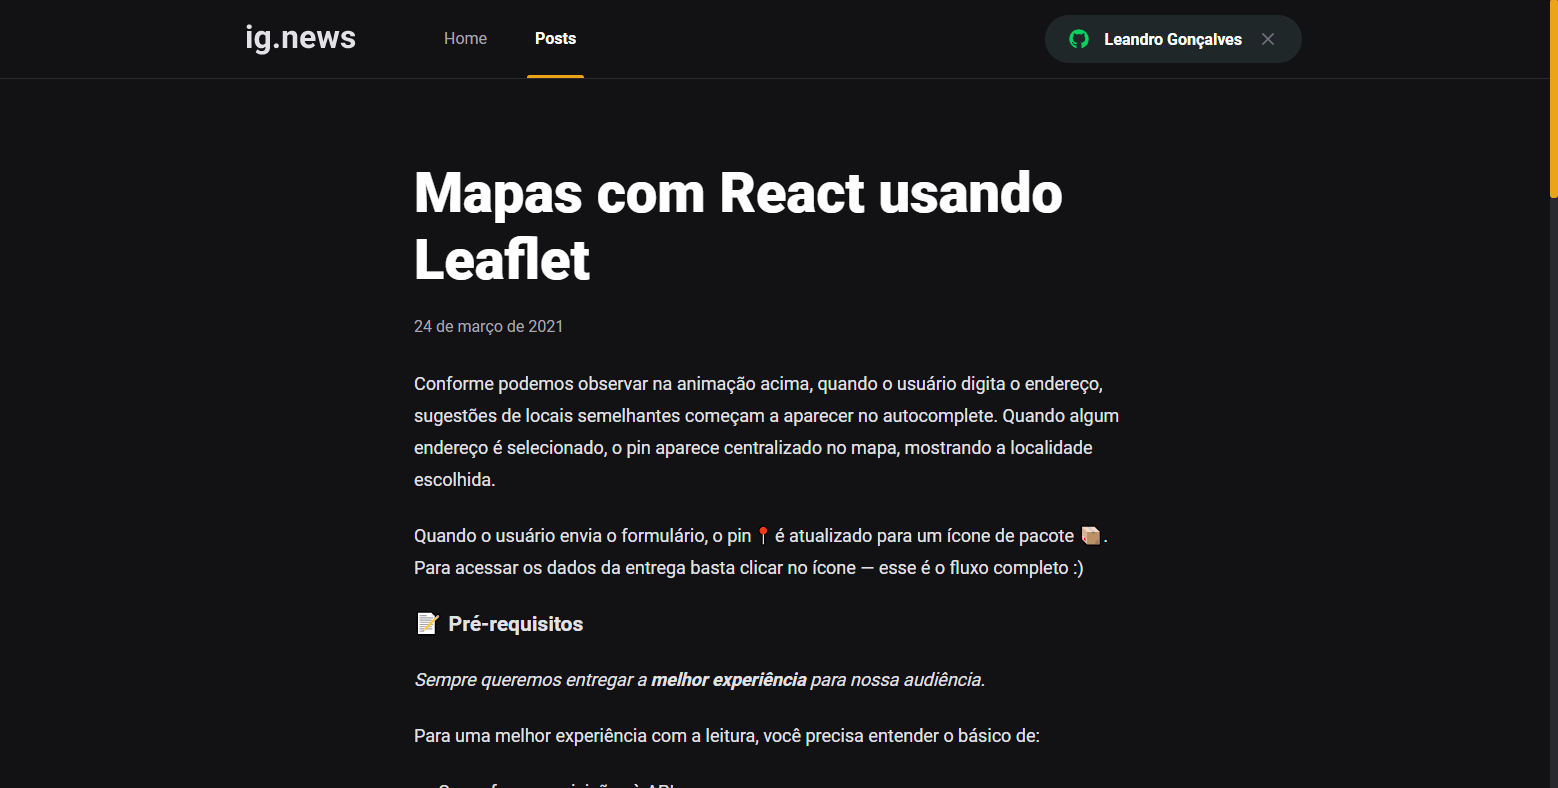 ig.news
Home
Posts
Leandro Gonçalves
Mapas com React usando
Leaflet
24 de março de 2021
Conforme podemos observar na animação acima, quando o usuário digita o endereço,
sugestões de locais semelhantes começam a aparecer no autocomplete. Quando algum
endereço é selecionado, o pin aparece centralizado no mapa, mostrando a localidade
escolhida.
Quando o usuário envia o formulário, o pin 📍 é atualizado para um ícone de pacote 📦.
Para acessar os dados da entrega basta clicar no ícone — esse é o fluxo completo :)
📝 Pré-requisitos
Sempre queremos entregar a melhor experiência para nossa audiência.
Para uma melhor experiência com a leitura, você precisa entender o básico de: